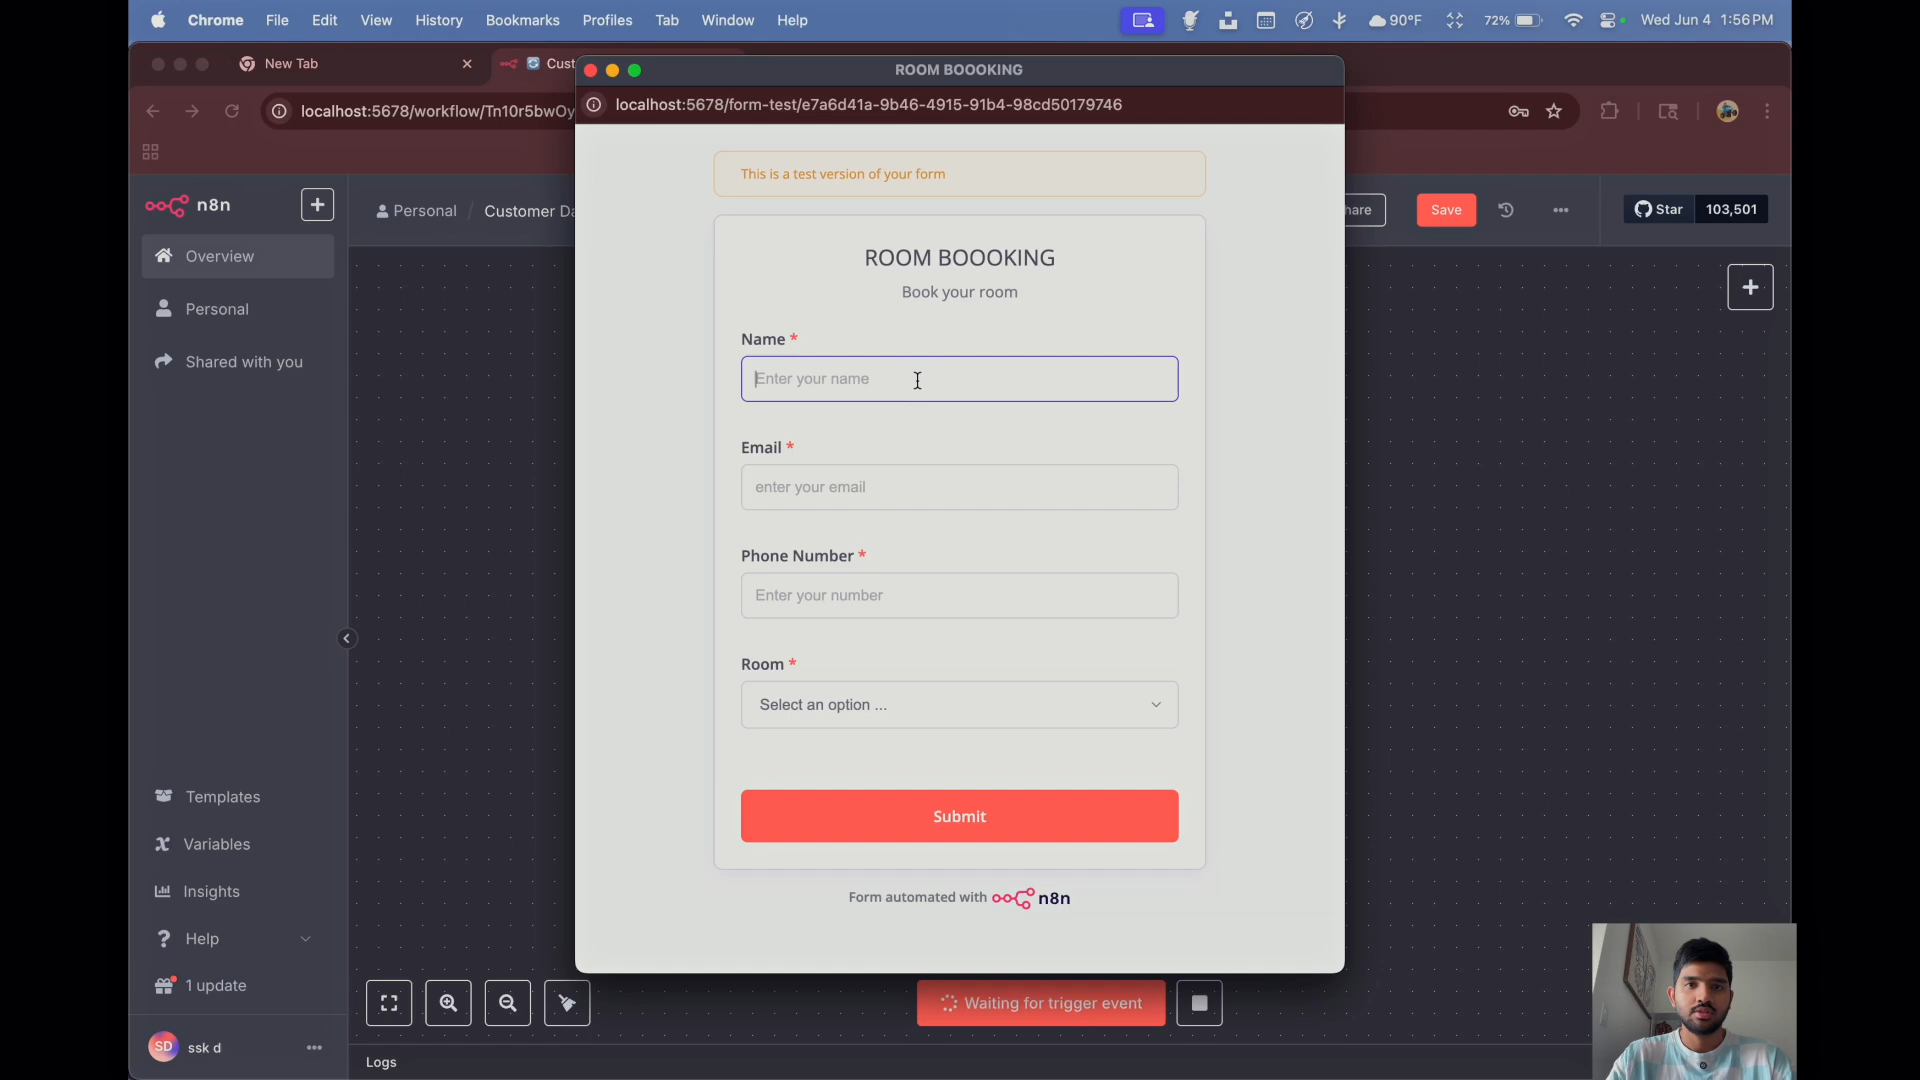 Chrome File Edit View History Bookmarks Profiles Tab Window Help 90°F 72% Wed Jun 4 1:56 PM
New Tab Cust
ROOM BOOOKING
localhost:5678/workflow/Tn10r5bwOy
localhost:5678/form-test/e7a6d41a-9b46-4915-91b4-98cd50179746
This is a test version of your form
n8n
Personal / Customer Da
hare
Save
Star 103,501
Overview
Personal
Shared with you
ROOM BOOOKING
Book your room
Name *
Enter your name
Email *
enter your email
Phone Number *
Enter your number
Room *
Select an option ...
Submit
Form automated with n8n
Templates
Variables
Insights
Help
1 update
Waiting for trigger event
SD ssk d
Logs